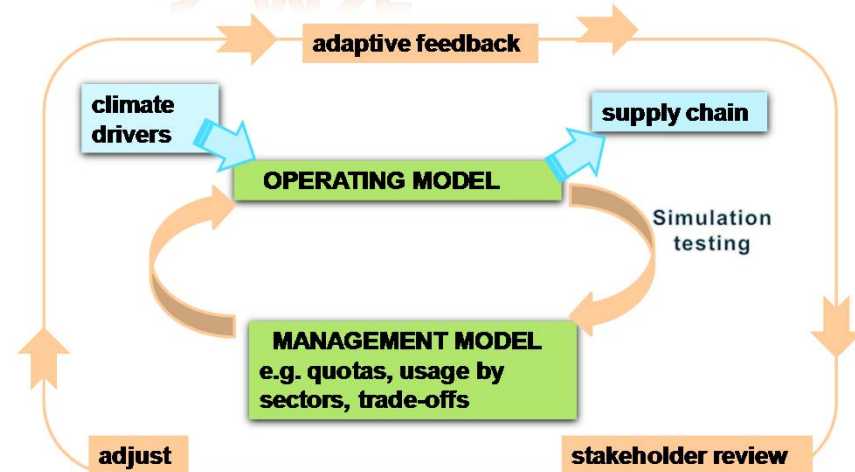 adaptive feedback
climate
drivers
supply chain
OPERATING MODEL
Simulation
testing
MANAGEMENT MODEL
e.g. quotas, usage by
sectors, trade-offs
adjust
stakeholder review